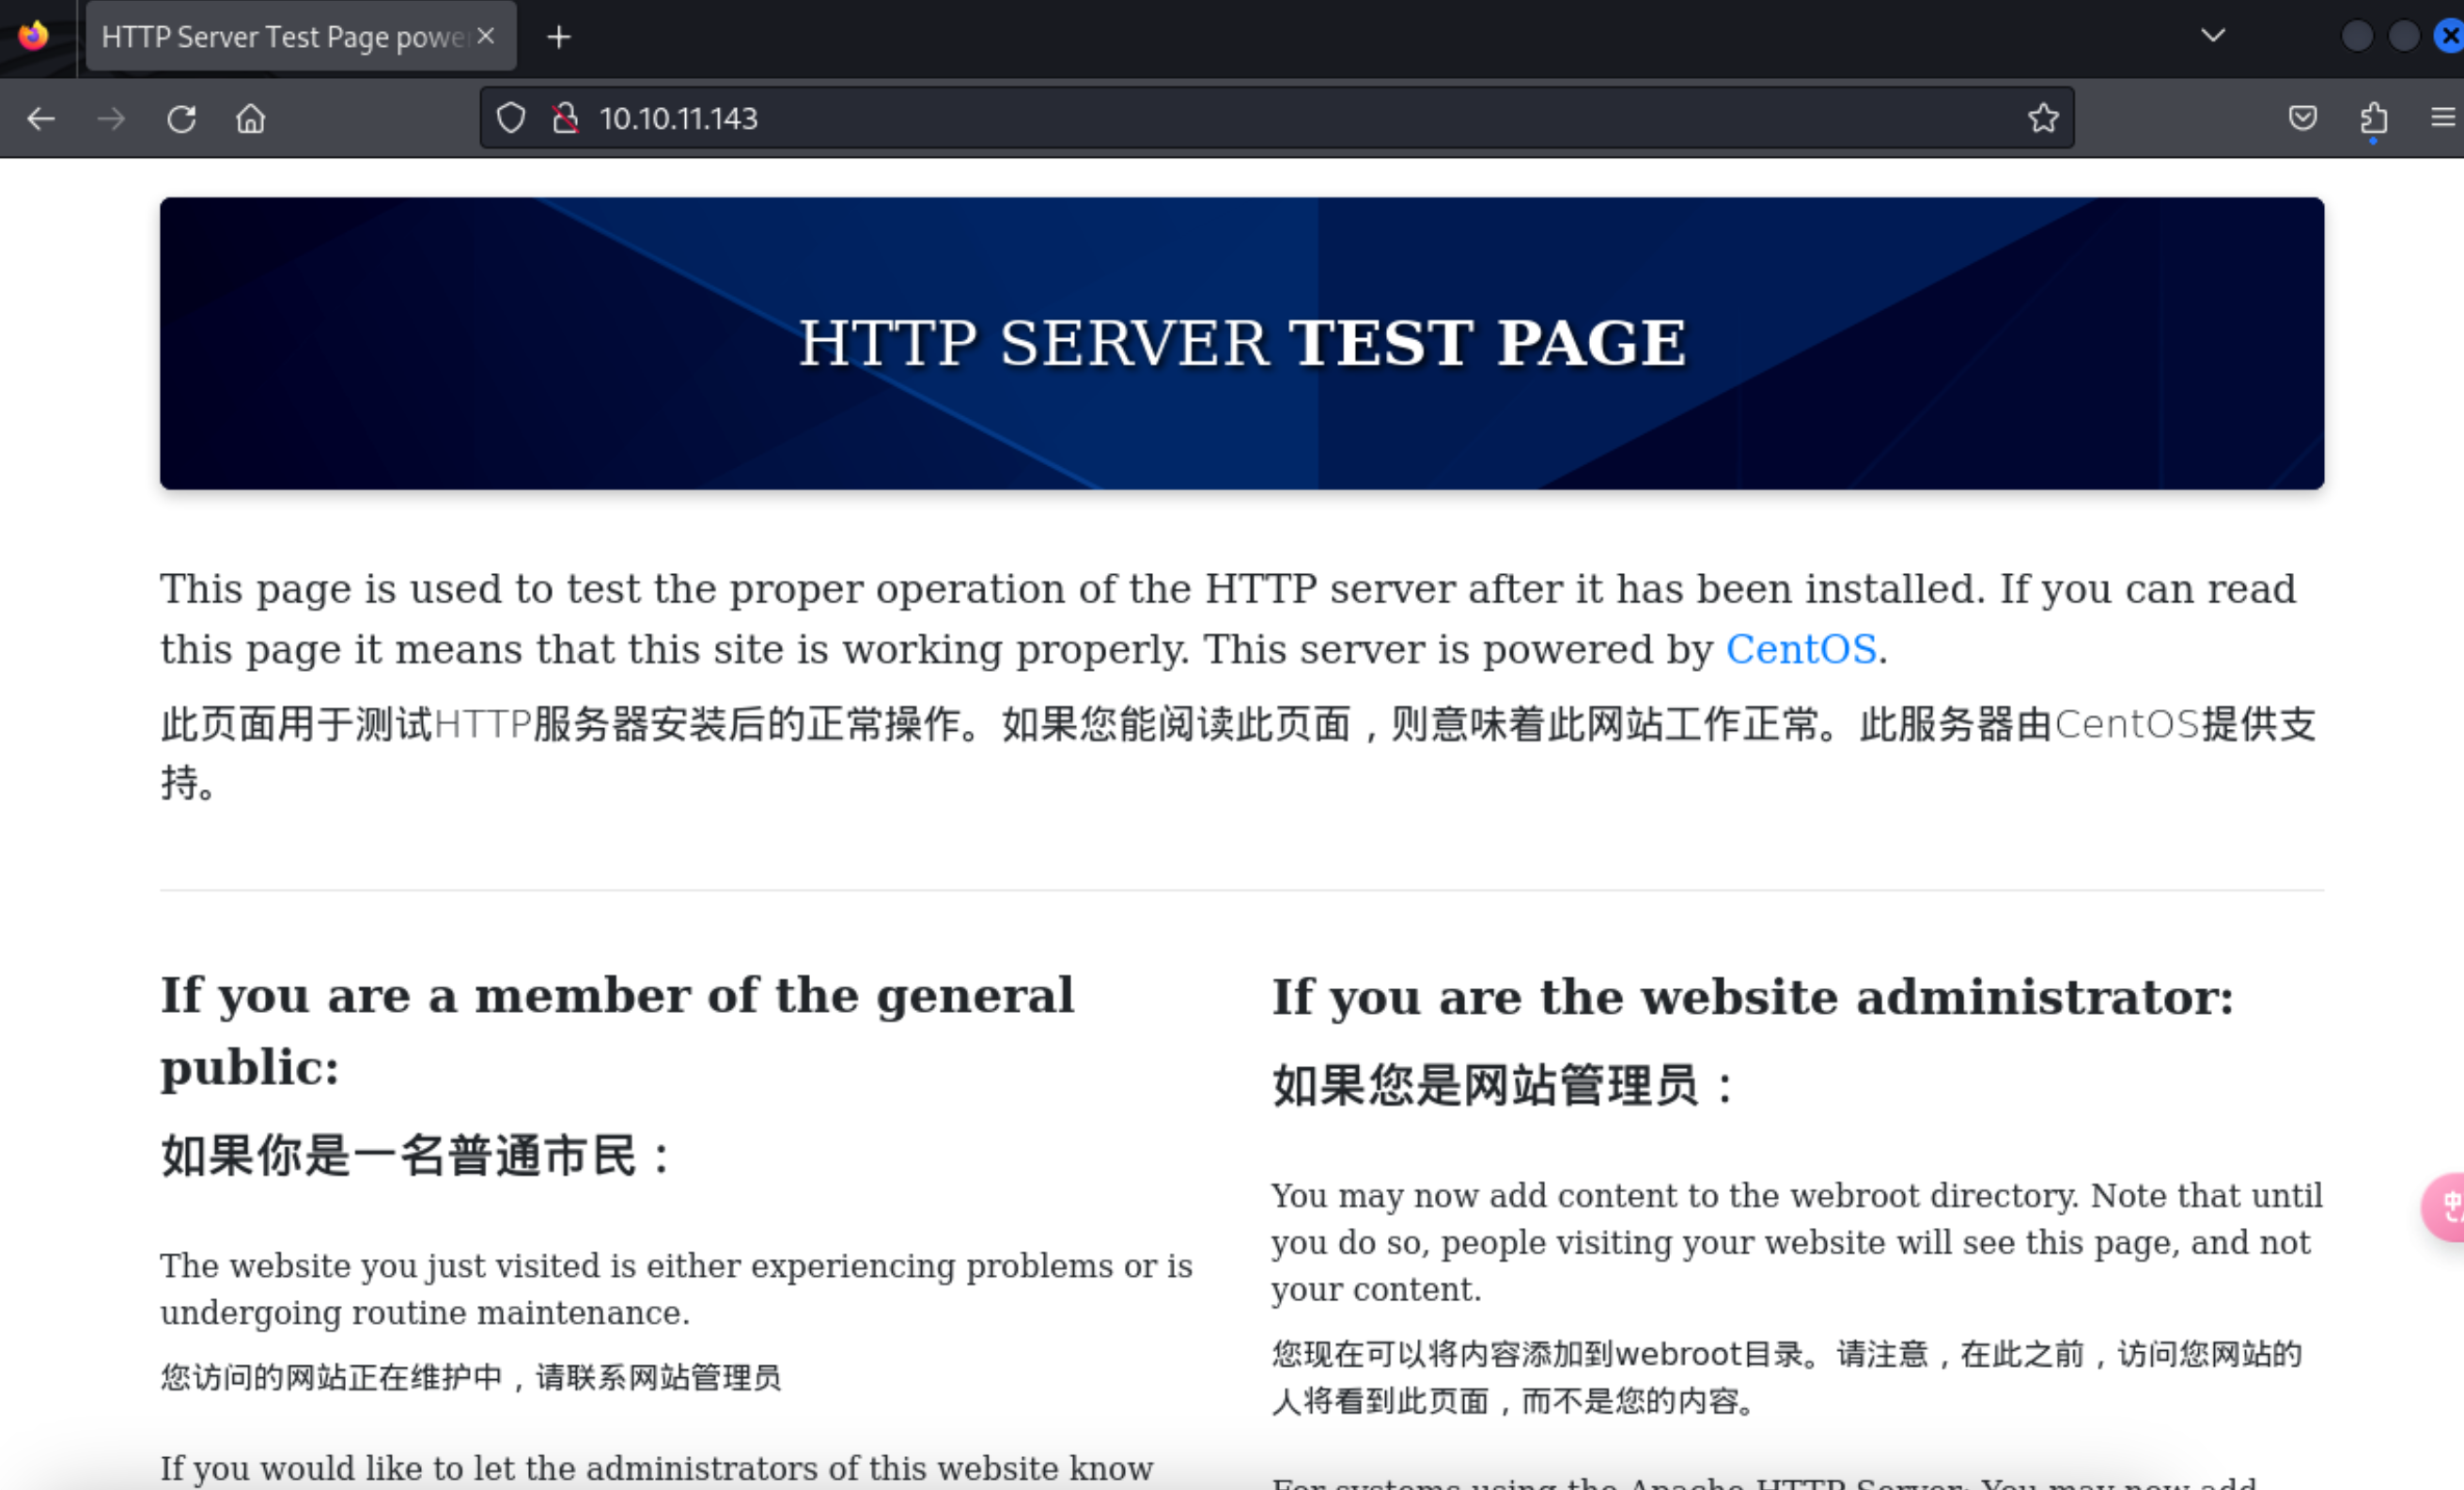 HTTP Server Test Page powe
10.10.11.143
HTTP SERVER TEST PAGE
This page is used to test the proper operation of the HTTP server after it has been installed. If you can read
this page it means that this site is working properly. This server is powered by CentOS.
此页面用于测试HTTP服务器安装后的正常操作。如果您能阅读此页面，则意味着此网站工作正常。此服务器由CentOS提供支
持。
If you are a member of the general
public:
如果你是一名普通市民：
The website you just visited is either experiencing problems or is
undergoing routine maintenance.
您访问的网站正在维护中，请联系网站管理员
If you would like to let the administrators of this website know
If you are the website administrator:
如果您是网站管理员：
You may now add content to the webroot directory. Note that until
you do so, people visiting your website will see this page, and not
your content.
您现在可以将内容添加到webroot目录。请注意，在此之前，访问您网站的
人将看到此页面，而不是您的内容。
For systems using the Apache HTTP Server: You may now add